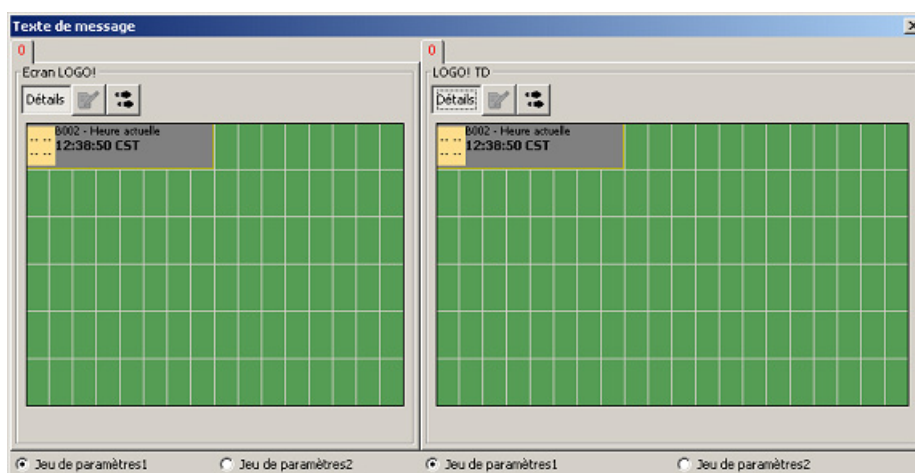 Texte de message
0
0
Ecran LOGO!
LOGO! TD
Détails
Détails
B002 - Heure actuelle
12:38:50 CST
B002 - Heure actuelle
12:38:50 CST
Jeu de paramètres1
Jeu de paramètres2
Jeu de paramètres1
Jeu de paramètres2